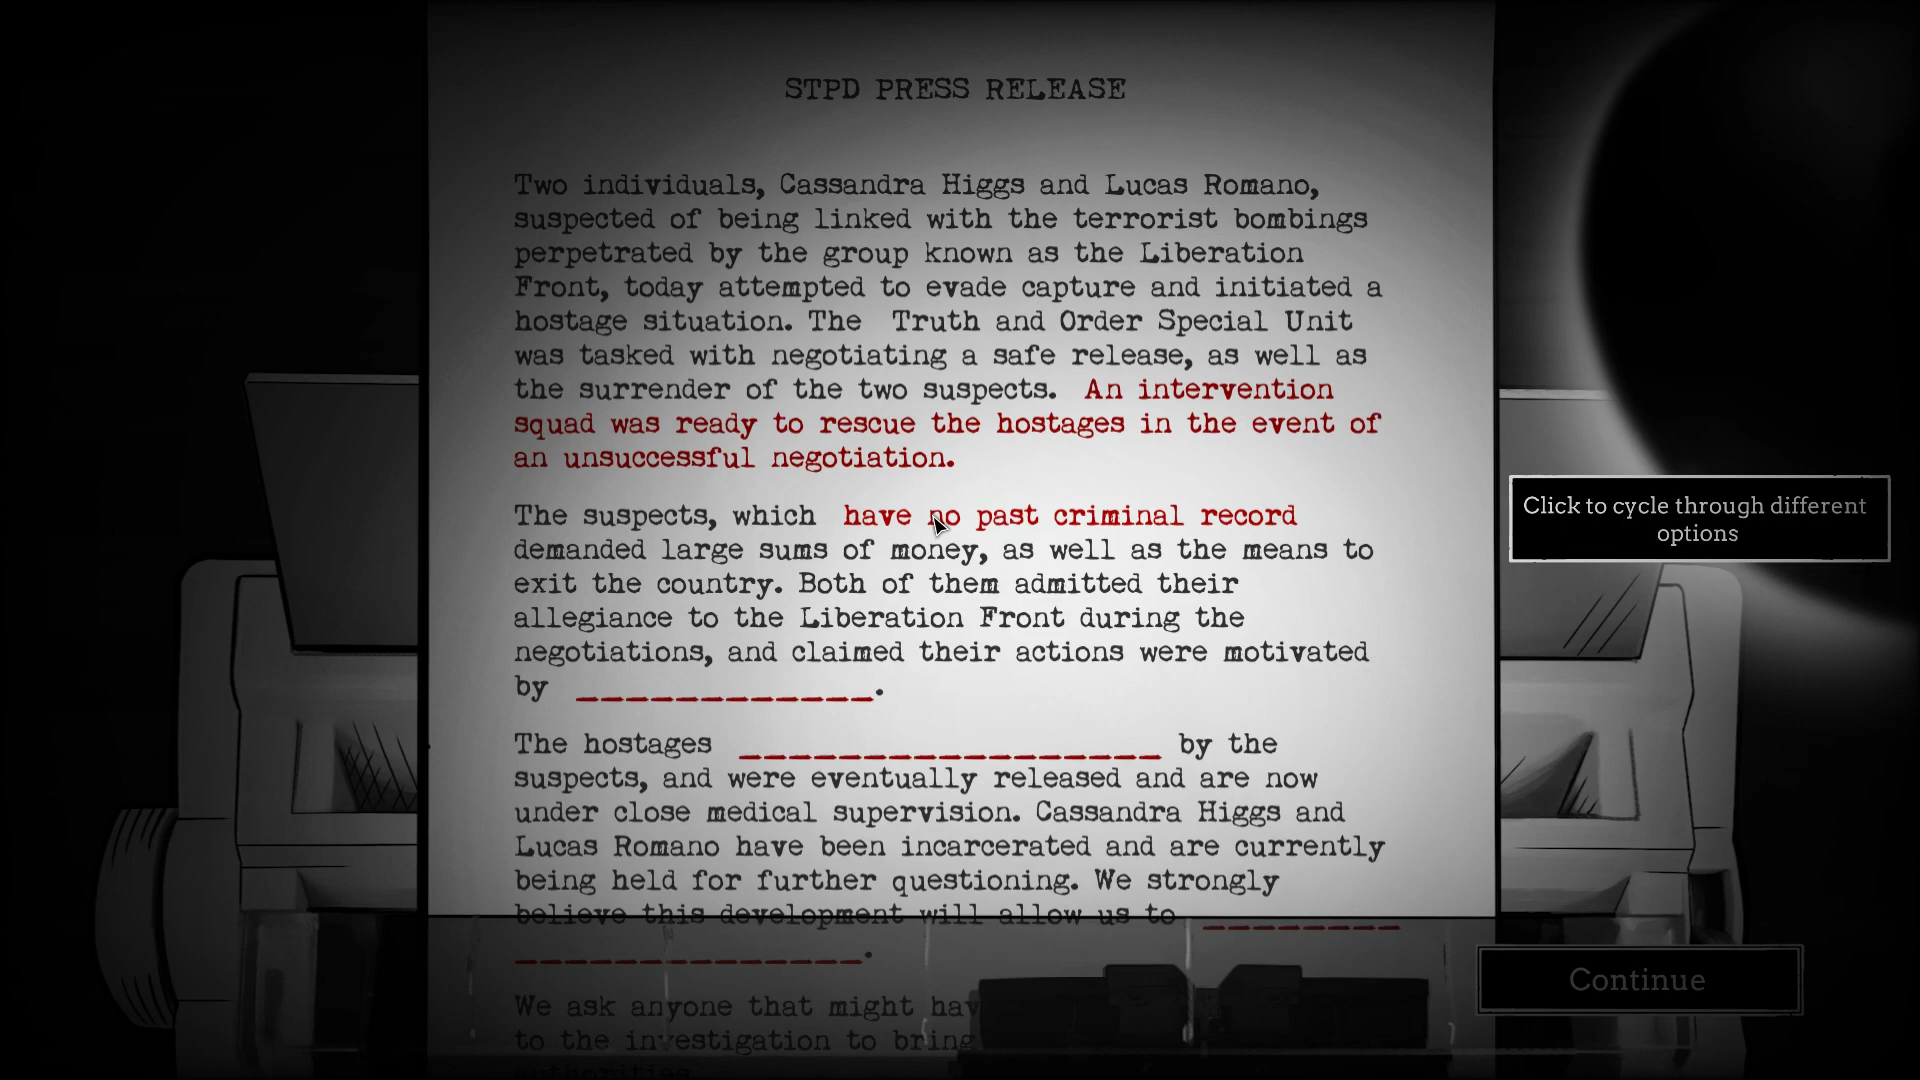 STPD PRESS RELEASE
Two individuals, Cassandra Higgs and Lucas Romano,
suspected of being linked with the terrorist bombings
perpetrated by the group known as the Liberation
Front, today attempted to evade capture and initiated a
hostage situation. The Truth and Order Special Unit
was tasked with negotiating a safe release, as well as
the surrender of the two suspects. An intervention
squad was ready to rescue the hostages in the event of
an unsuccessful negotiation.
The suspects, which have no past criminal record
demanded large sums of money, as well as the means to
exit the country. Both of them admitted their
allegiance to the Liberation Front during the
negotiations, and claimed their actions were motivated
by ____________.
The hostages _________________ by the
suspects, and were eventually released and are now
under close medical supervision. Cassandra Higgs and
Lucas Romano have been incarcerated and are currently
being held for further questioning. We strongly
believe this development will allow us to ________
______________.
We ask anyone that might hav
to the investigation to bring
authorities.
Click to cycle through different
options
Continue